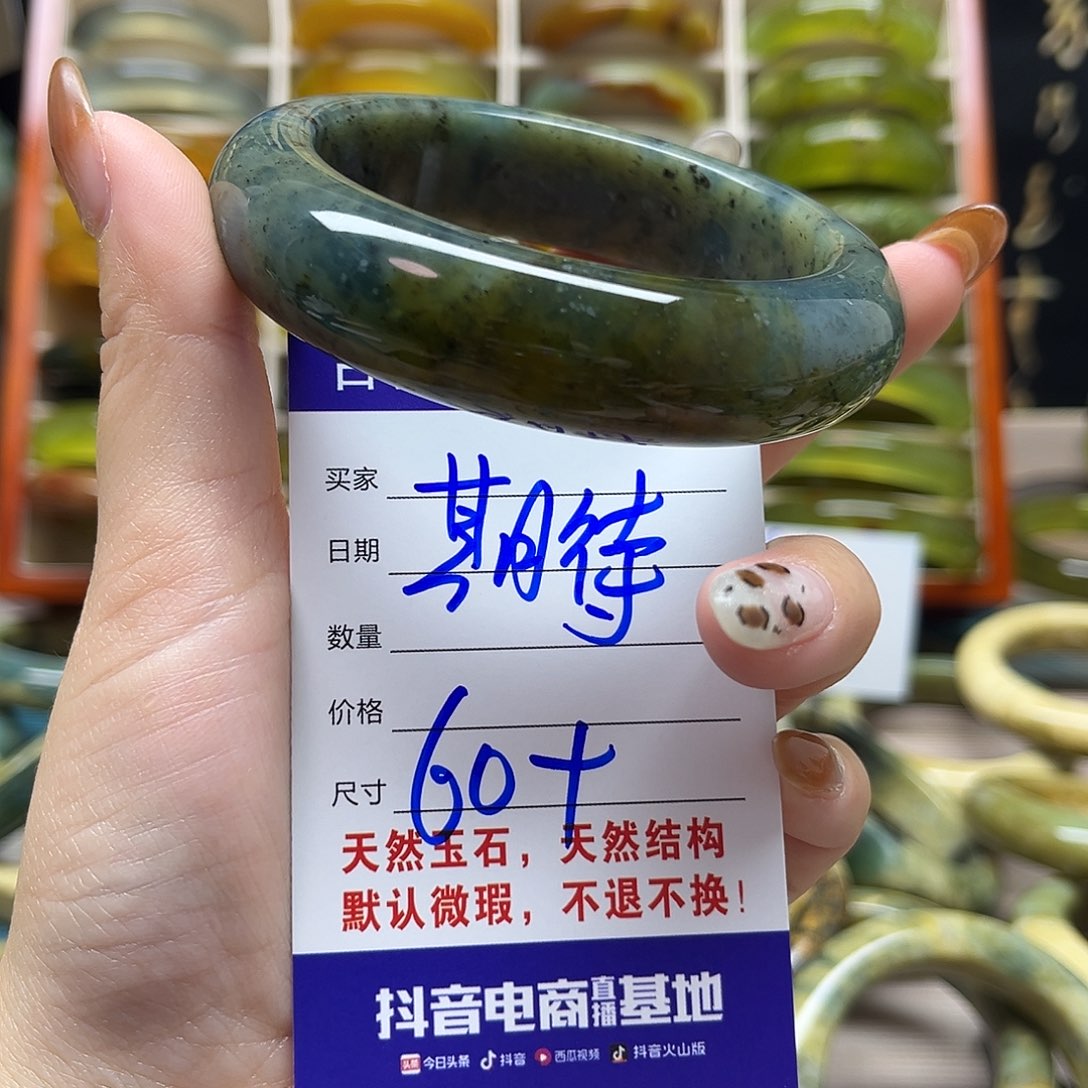 买家
日期
期待
数量
价格
尺寸
60+
天然玉石，天然结构
默认微瑕，不退不换！
抖音电商直播基地
头条 今日头条 抖音 西瓜视频 抖音火山版